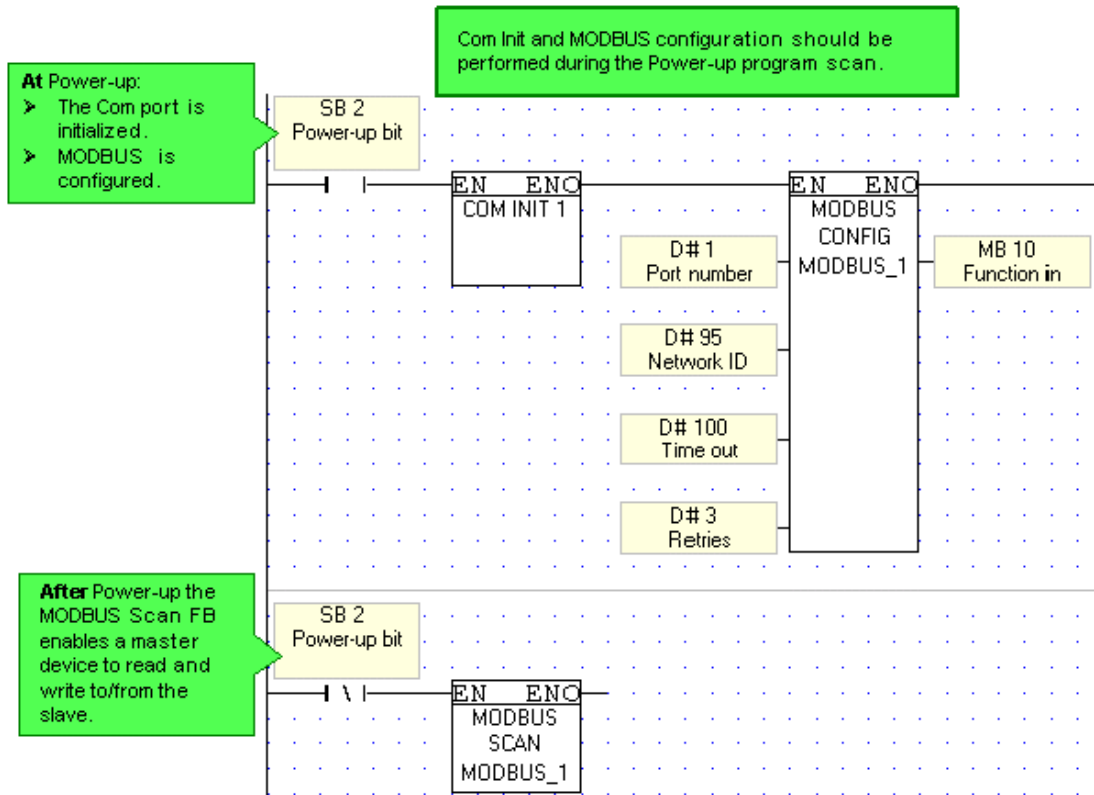 Com Init and MODBUS configuration should be
performed during the Power-up program scan.
At Power-up:
➢ The Com port is
initialized.
➢ MODBUS is
configured.
SB 2
Power-up bit
EN ENO
COM INIT 1
EN ENO
MODBUS
CONFIG
MODBUS_1
D# 1
Port number
MB 10
Function in
D# 95
Network ID
D# 100
Time out
D# 3
Retries
After Power-up the
MODBUS Scan FB
enables a master
device to read and
write to/from the
slave.
SB 2
Power-up bit
EN ENO
MODBUS
SCAN
MODBUS_1